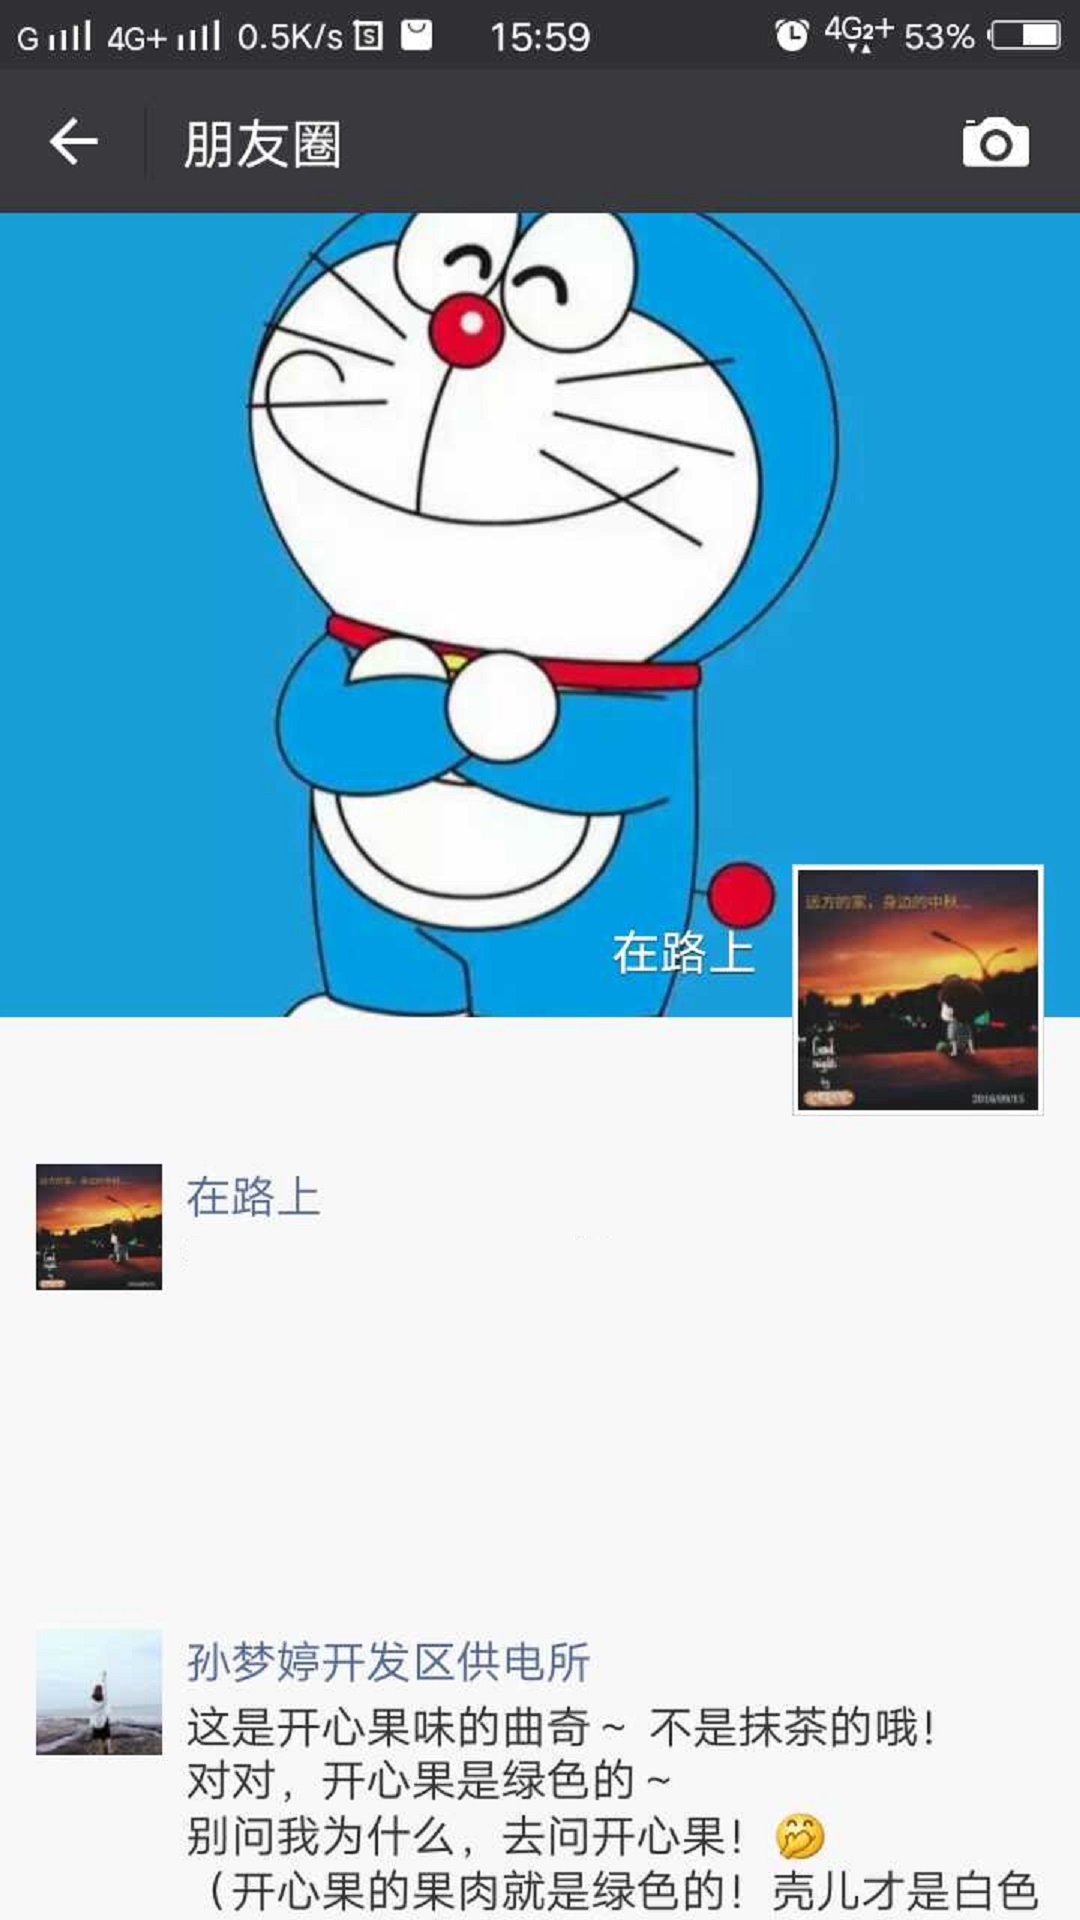 G 4G+ 0.5K/s S 15:59 4G2+ 53%
朋友圈
在路上
远方的家，身边的中秋...
Good
night
by
2016/09/15
在路上
孙梦婷开发区供电所
这是开心果味的曲奇~ 不是抹茶的哦！
对对，开心果是绿色的~
别问我为什么，去问开心果！
（开心果的果肉就是绿色的！壳儿才是白色